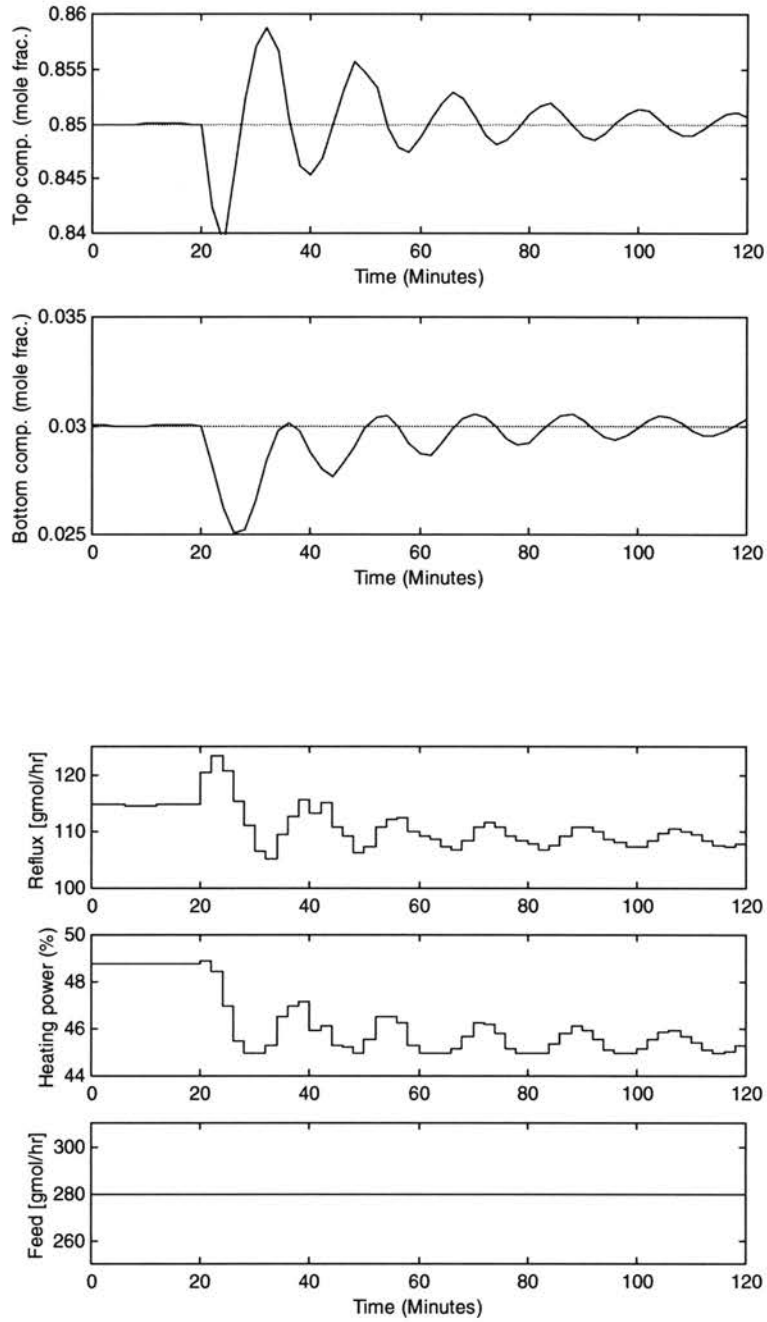 Top comp. (mole frac.)
0.86
0.855
0.85
0.845
0.84
0 20 40 60 80 100 120
Time (Minutes)
Bottom comp. (mole frac.)
0.035
0.03
0.025
0 20 40 60 80 100 120
Time (Minutes)
Reflux [gmol/hr]
120
110
100
0 20 40 60 80 100 120
Heating power (%)
50
48
46
44
0 20 40 60 80 100 120
Feed [gmol/hr]
300
280
260
0 20 40 60 80 100 120
Time (Minutes)